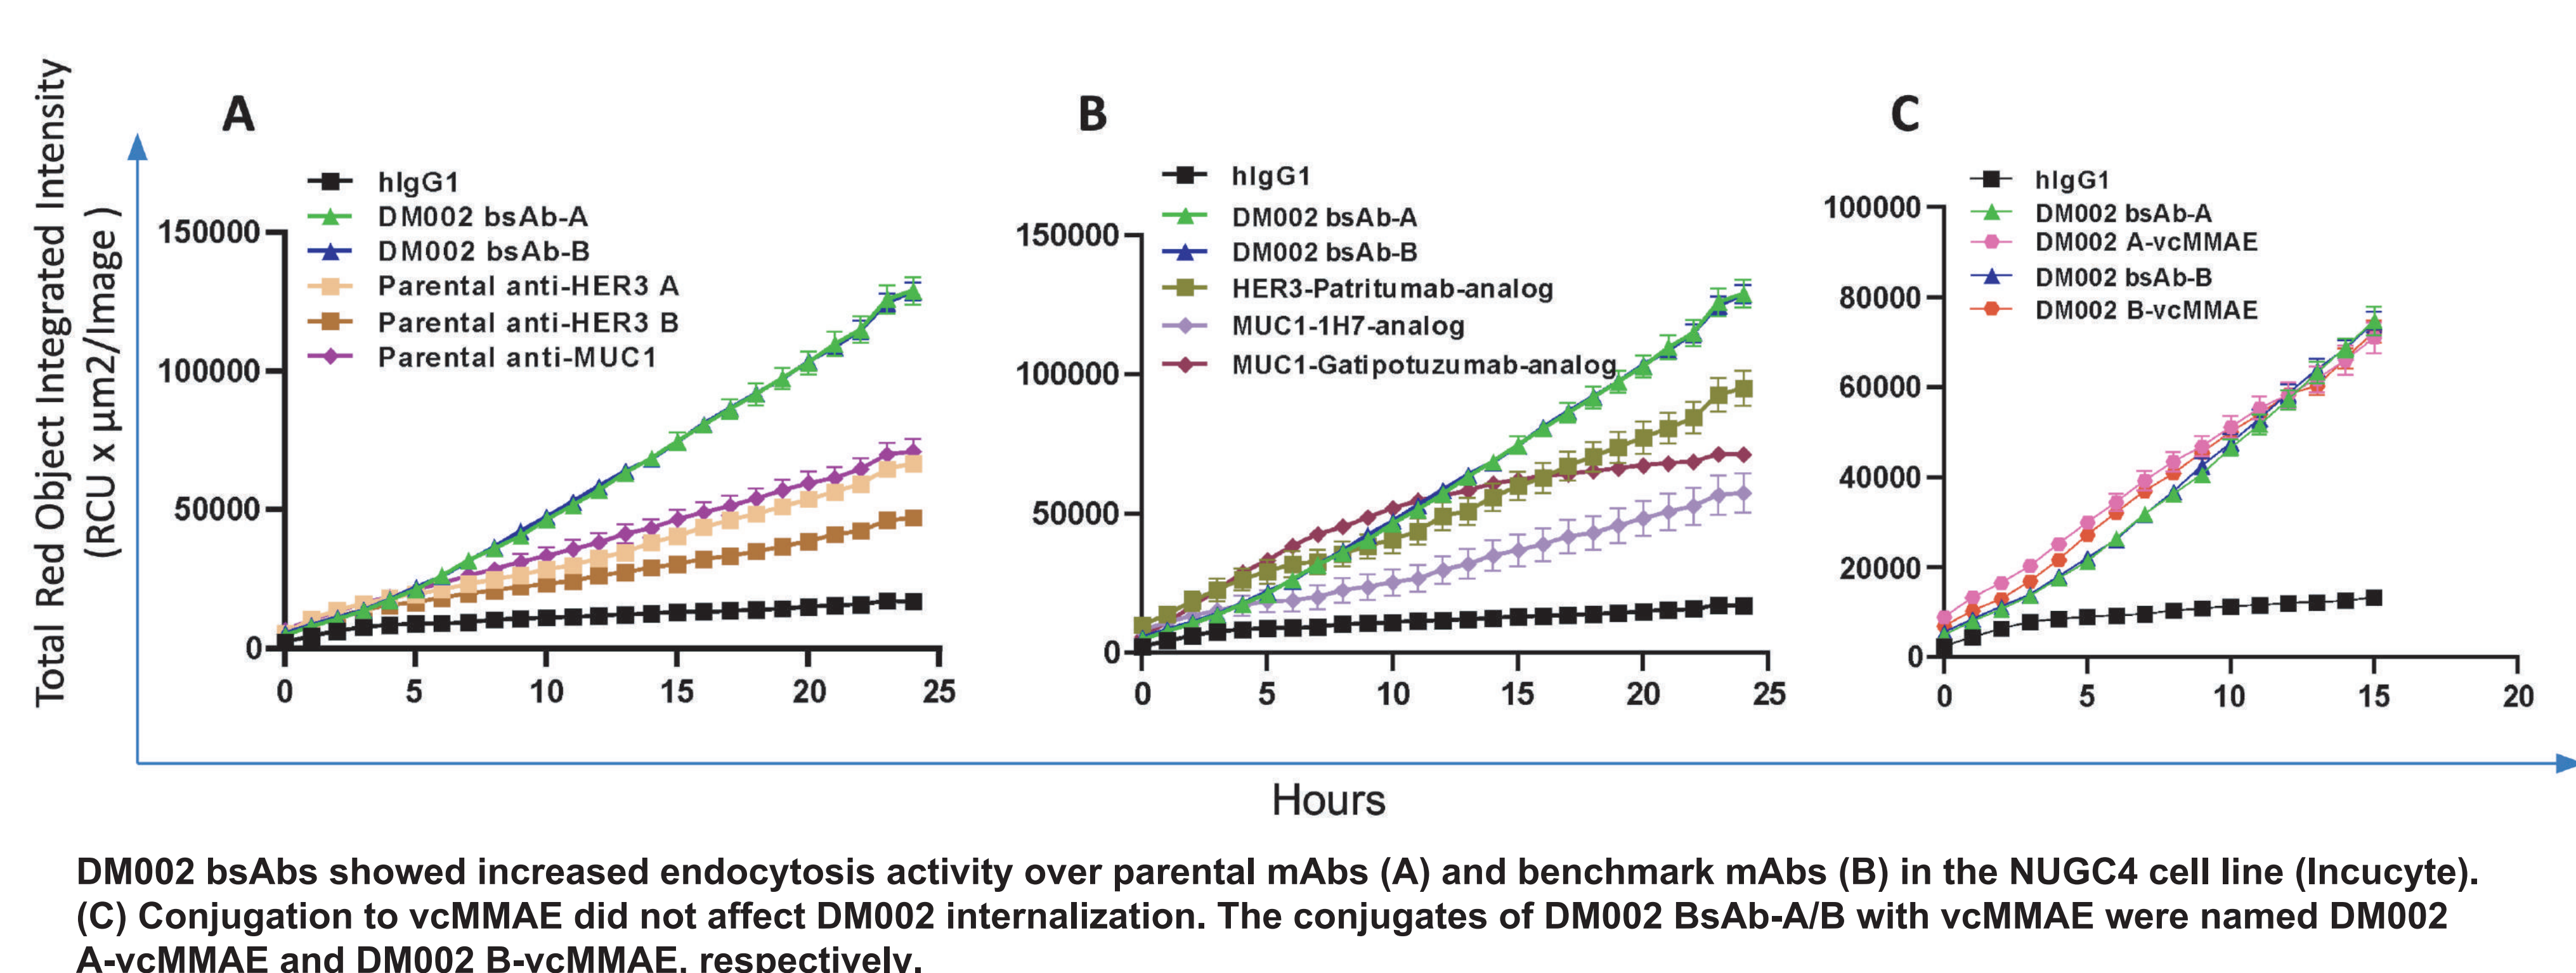 Total Red Object Integrated Intensity
(RCU x µm2/Image )
A
hIgG1
DM002 bsAb-A
DM002 bsAb-B
Parental anti-HER3 A
Parental anti-HER3 B
Parental anti-MUC1
150000
100000
50000
0
0 5 10 15 20 25
B
hIgG1
DM002 bsAb-A
DM002 bsAb-B
HER3-Patritumab-analog
MUC1-1H7-analog
MUC1-Gatipotuzumab-analog
150000
100000
50000
0
0 5 10 15 20 25
C
hIgG1
DM002 bsAb-A
DM002 A-vcMMAE
DM002 bsAb-B
DM002 B-vcMMAE
100000
80000
60000
40000
20000
0
0 5 10 15 20
Hours
DM002 bsAbs showed increased endocytosis activity over parental mAbs (A) and benchmark mAbs (B) in the NUGC4 cell line (Incucyte).
(C) Conjugation to vcMMAE did not affect DM002 internalization. The conjugates of DM002 BsAb-A/B with vcMMAE were named DM002
A-vcMMAE and DM002 B-vcMMAE, respectively.